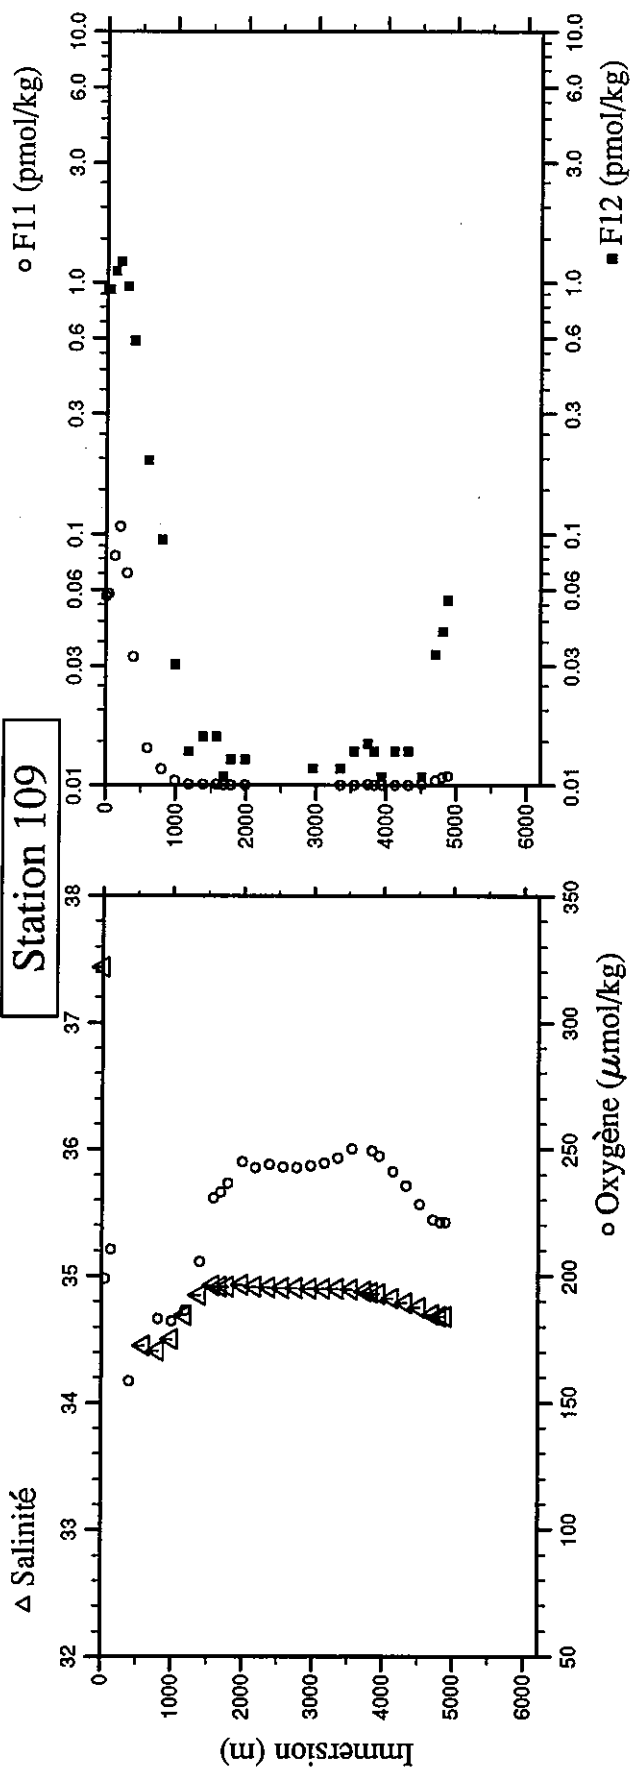 Station 109
△ Salinité
32 33 34 35 36 37 38
0
1000
2000
3000
4000
5000
6000
Immersion (m)
50 100 150 200 250 300 350
○ Oxygène (μmol/kg)
○ F11 (pmol/kg)
0.01 0.03 0.06 0.1 0.3 0.6 1.0 3.0 6.0 10.0
0
1000
2000
3000
4000
5000
6000
0.01 0.03 0.06 0.1 0.3 0.6 1.0 3.0 6.0 10.0
■ F12 (pmol/kg)